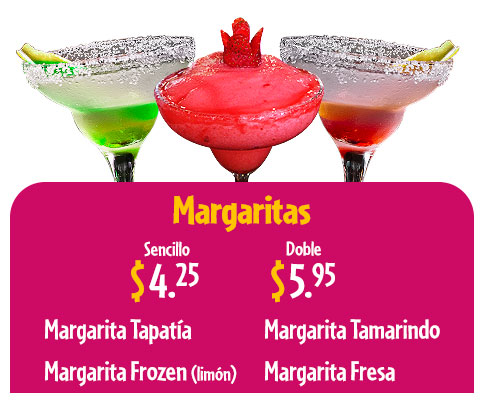 Margaritas
Sencillo Doble
$4.25 $5.95
Margarita Tapatía Margarita Tamarindo
Margarita Frozen (limón) Margarita Fresa